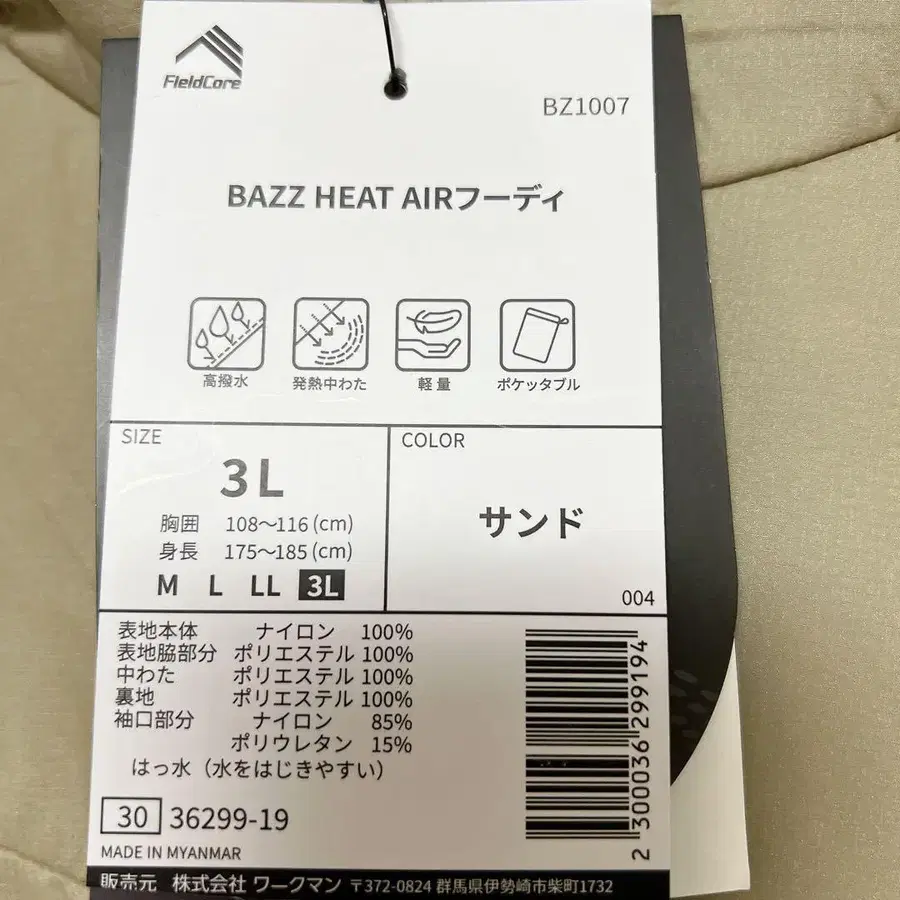 FieldCore
BZ1007
BAZZ HEAT AIRフーディ
高撥水 発熱中わた 軽量 ポケッタブル
SIZE
3L
胸囲 108〜116(cm)
身長 175〜185(cm)
M L LL 3L
COLOR
サンド
004
表地本体 ナイロン 100%
表地脇部分 ポリエステル 100%
中わた ポリエステル 100%
裏地 ポリエステル 100%
袖口部分 ナイロン 85%
ポリウレタン 15%
はっ水（水をはじきやすい）
2300036299194
30 36299-19
MADE IN MYANMAR
販売元 株式会社 ワークマン 〒372-0824 群馬県伊勢崎市柴町1732